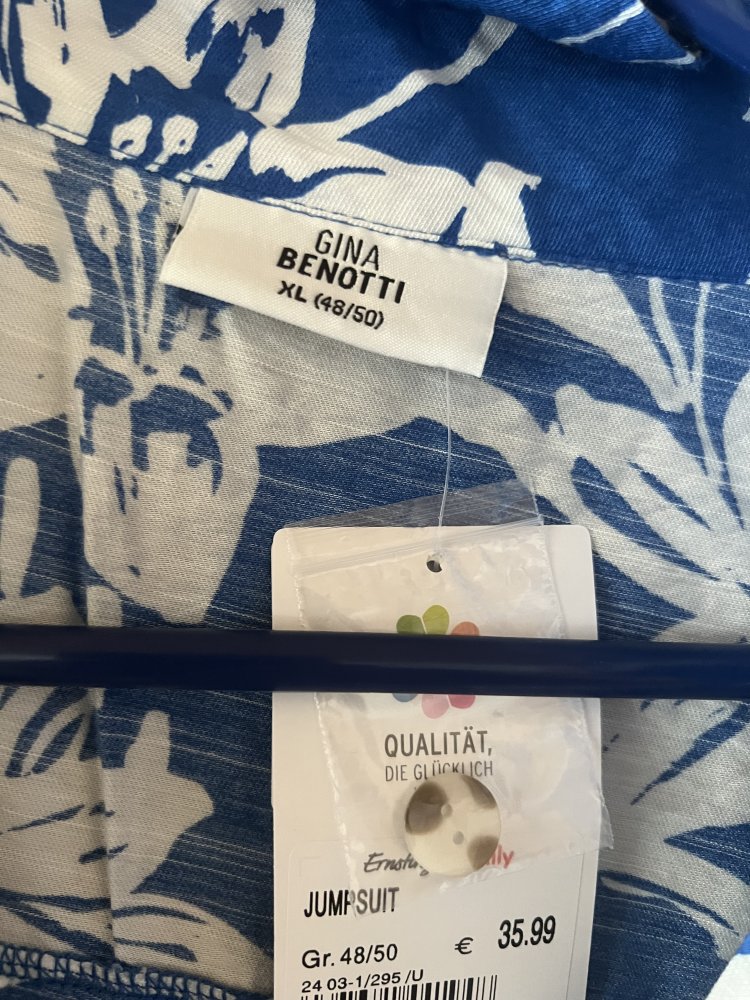 GINA
BENOTTI
XL (48/50)
QUALITÄT,
DIE GLÜCKLICH
JUMPSUIT
Gr. 48/50 € 35.99
24 03-1/295 /U